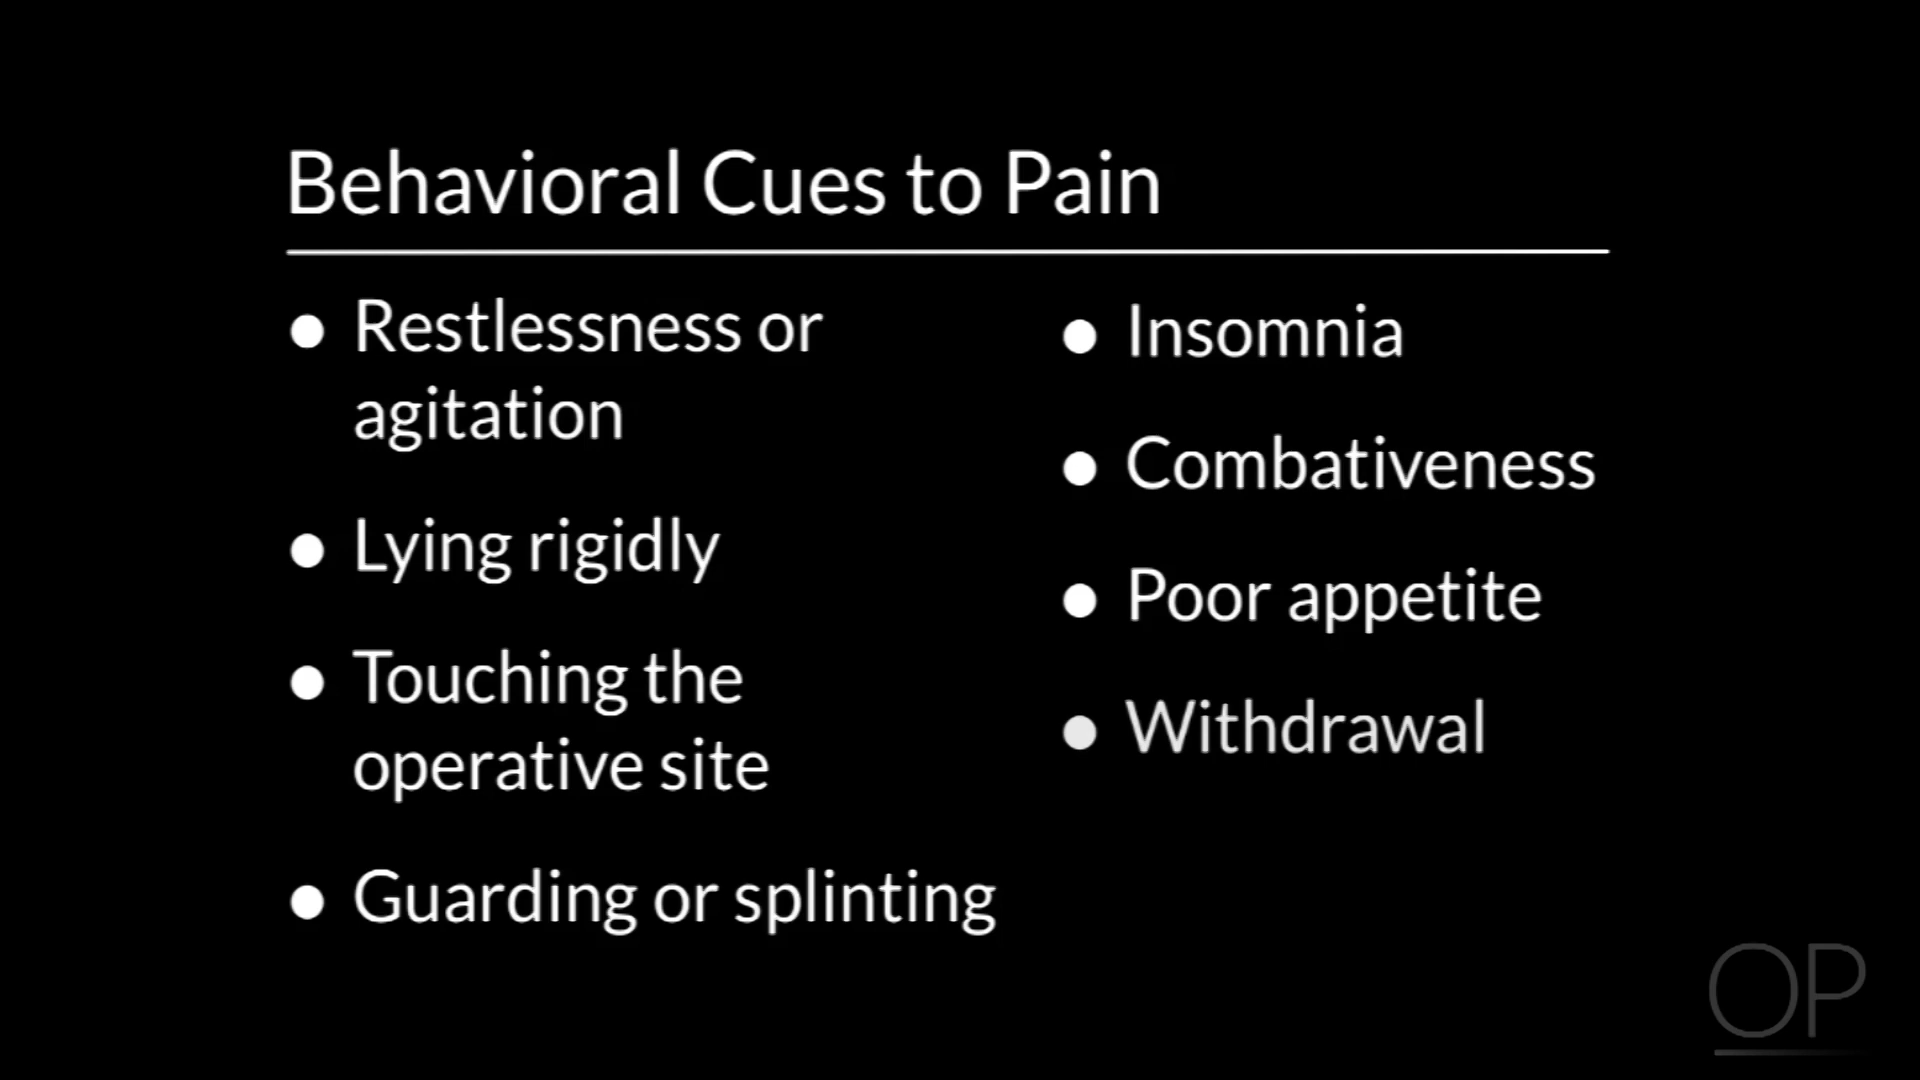 Behavioral Cues to Pain
● Restlessness or
agitation
● Lying rigidly
● Touching the
operative site
● Guarding or splinting
● Insomnia
● Combativeness
● Poor appetite
● Withdrawal
OP